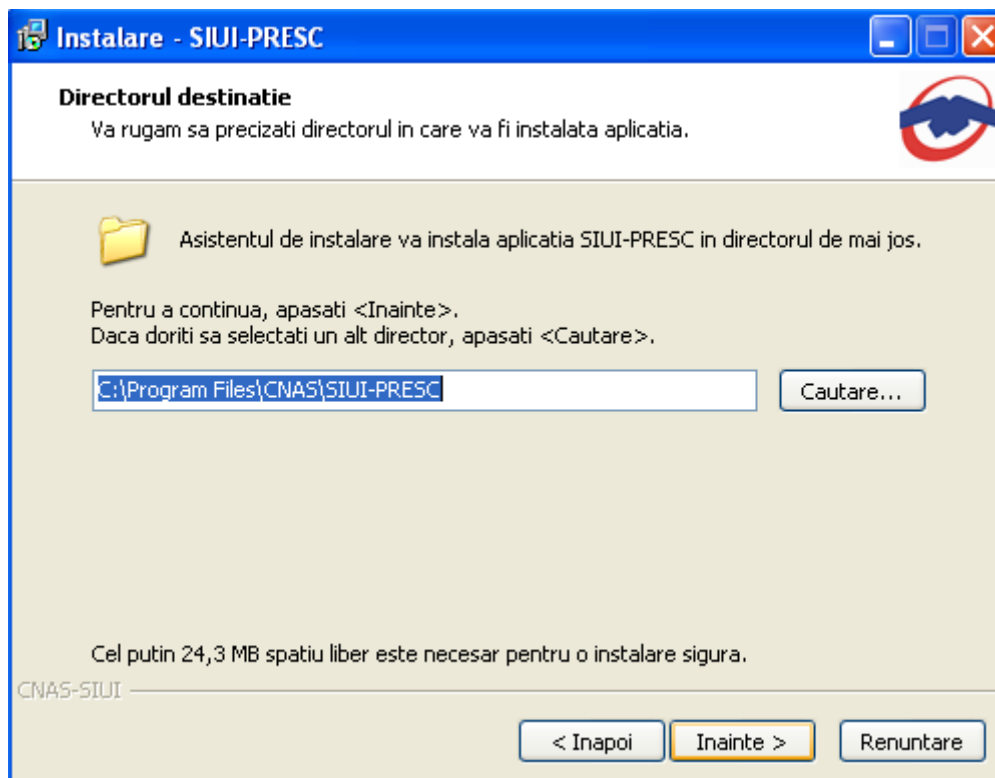 Instalare - SIUI-PRESC
Directorul destinatie
Va rugam sa precizati directorul in care va fi instalata aplicatia.
Asistentul de instalare va instala aplicatia SIUI-PRESC in directorul de mai jos.
Pentru a continua, apasati <Inainte>.
Daca doriti sa selectati un alt director, apasati <Cautare>.
C:\Program Files\CNAS\SIUI-PRESC
Cautare...
Cel putin 24,3 MB spatiu liber este necesar pentru o instalare sigura.
CNAS-SIUI
< Inapoi
Inainte >
Renuntare